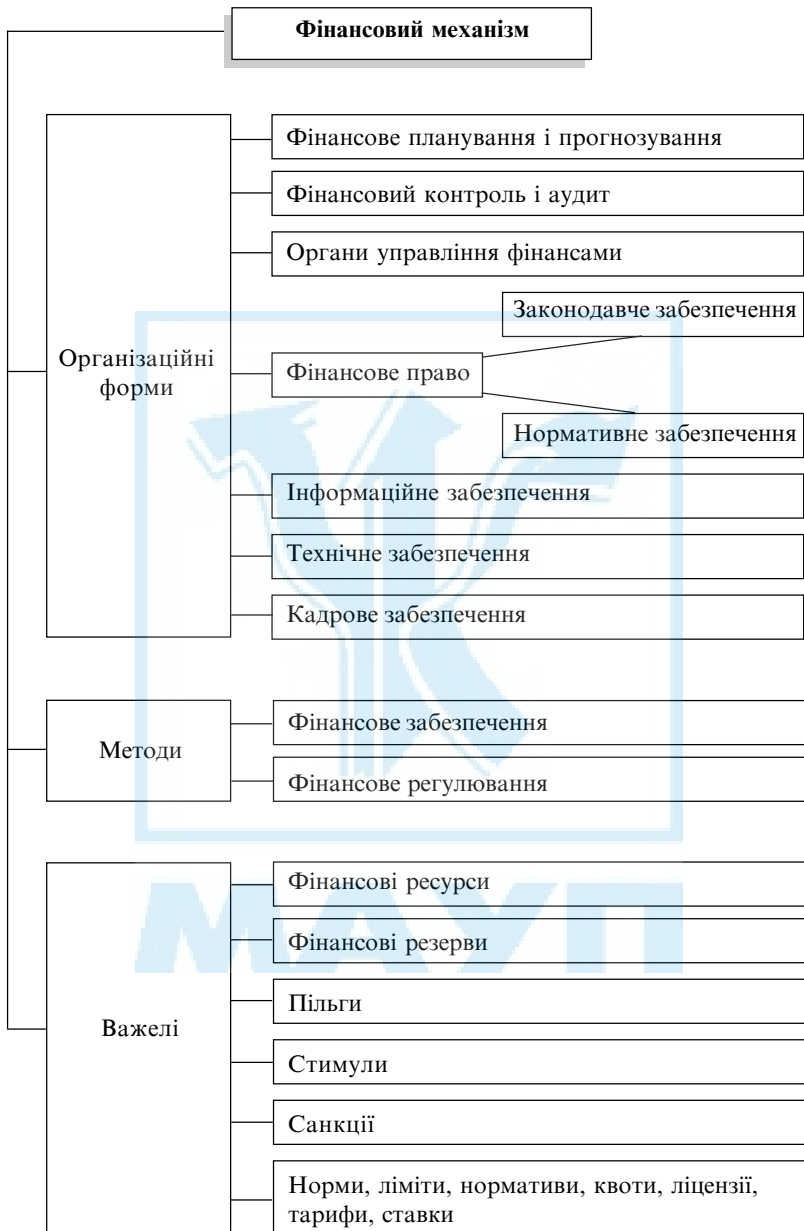 Фінансовий механізм
Організаційні
форми
Фінансове планування і прогнозування
Фінансовий контроль і аудит
Органи управління фінансами
Законодавче забезпечення
Фінансове право
Нормативне забезпечення
Інформаційне забезпечення
Технічне забезпечення
Кадрове забезпечення
Методи
Фінансове забезпечення
Фінансове регулювання
Важелі
Фінансові ресурси
Фінансові резерви
Пільги
Стимули
Санкції
Норми, ліміти, нормативи, квоти, ліцензії,
тарифи, ставки
МАУП